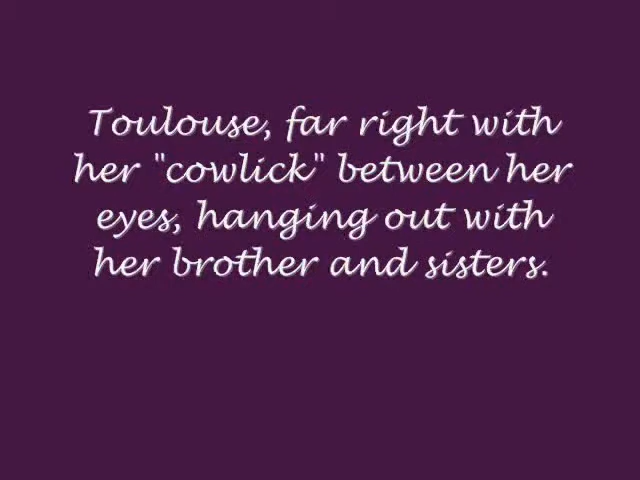 Toulouse, far right with
her "cowlick" between her
eyes, hanging out with
her brother and sisters.